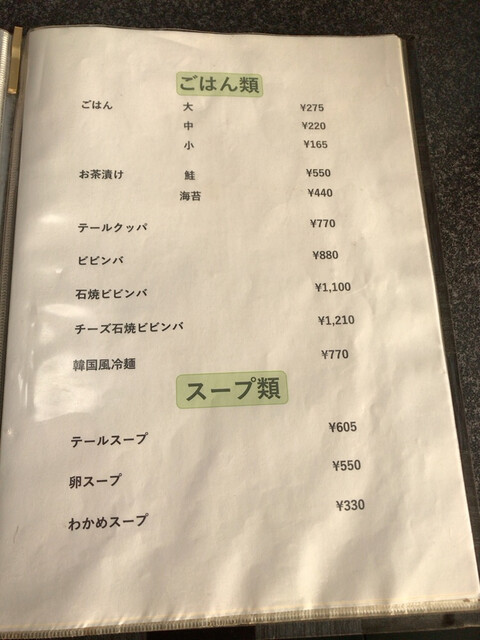 ごはん類
ごはん 大 ¥275
中 ¥220
小 ¥165
お茶漬け 鮭 ¥550
海苔 ¥440
テールクッパ ¥770
ビビンバ ¥880
石焼ビビンバ ¥1,100
チーズ石焼ビビンバ ¥1,210
韓国風冷麺 ¥770
スープ類
テールスープ ¥605
卵スープ ¥550
わかめスープ ¥330